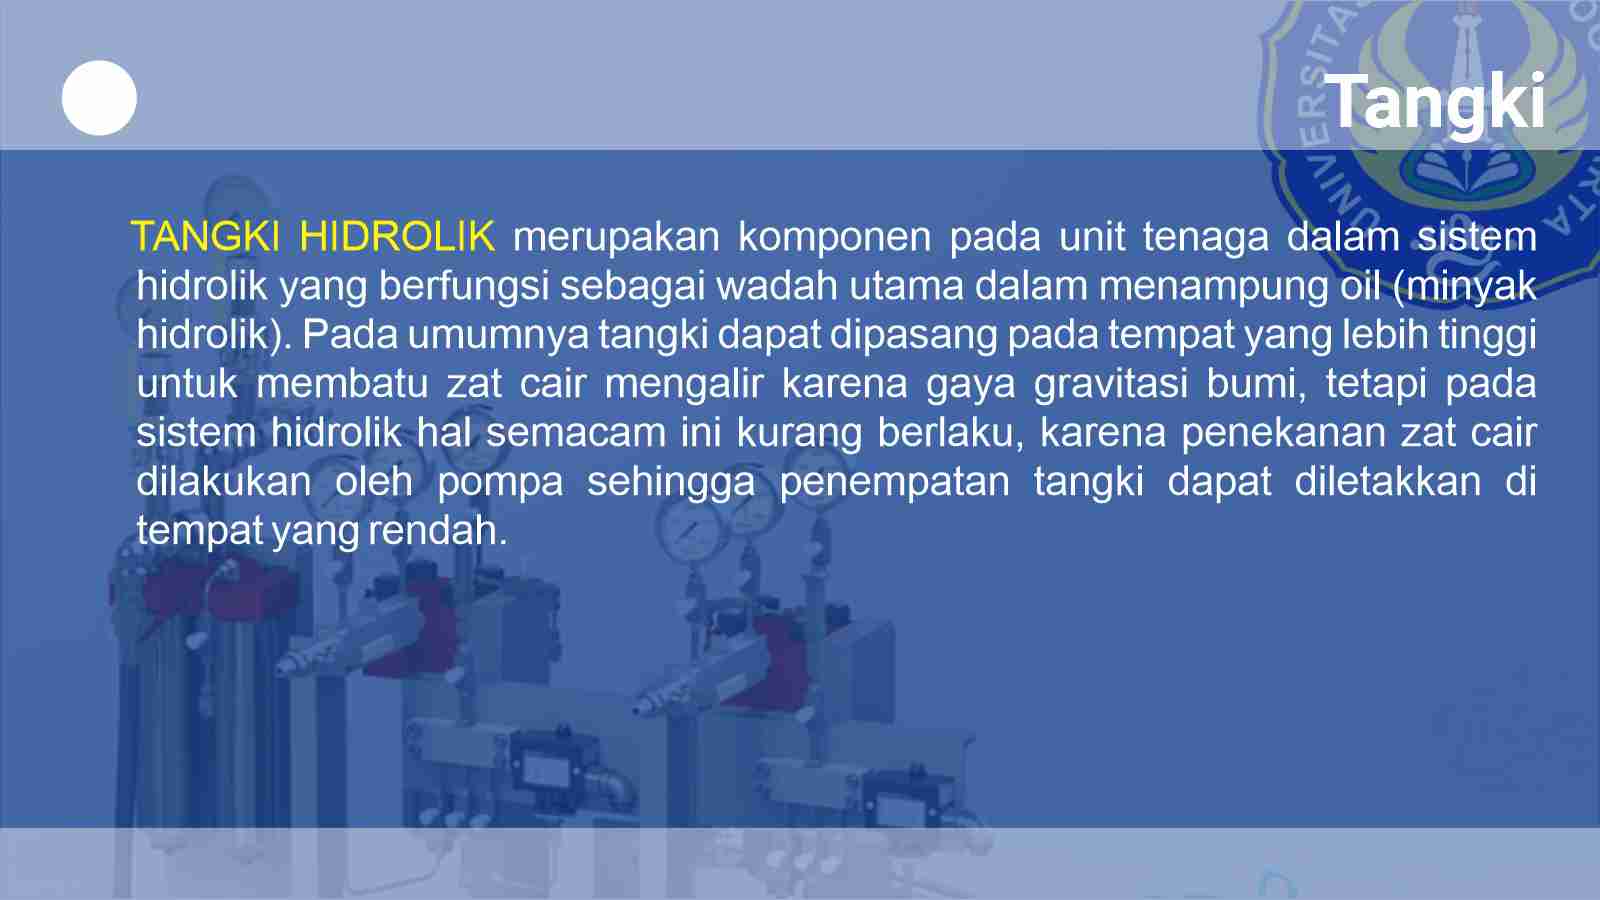 Tangki
TANGKI HIDROLIK merupakan komponen pada unit tenaga dalam sistem
hidrolik yang berfungsi sebagai wadah utama dalam menampung oil (minyak
hidrolik). Pada umumnya tangki dapat dipasang pada tempat yang lebih tinggi
untuk membatu zat cair mengalir karena gaya gravitasi bumi, tetapi pada
sistem hidrolik hal semacam ini kurang berlaku, karena penekanan zat cair
dilakukan oleh pompa sehingga penempatan tangki dapat diletakkan di
tempat yang rendah.